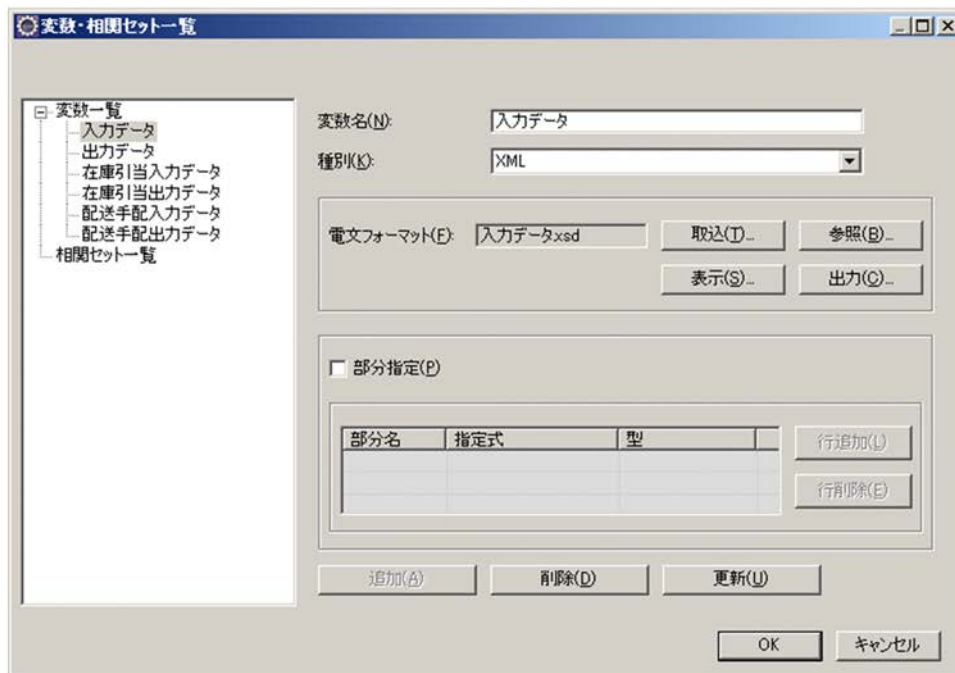 変数・相関セット一覧
変数一覧
入力データ
出力データ
在庫引当入力データ
在庫引当出力データ
配送手配入力データ
配送手配出力データ
相関セット一覧
変数名(N): 入力データ
種別(K): XML
電文フォーマット(F): 入力データ.xsd 取込(T)... 参照(B)...
表示(S)... 出力(C)...
部分指定(P)
部分名 指定式 型 行追加(L)
行削除(E)
追加(A) 削除(D) 更新(U)
OK キャンセル